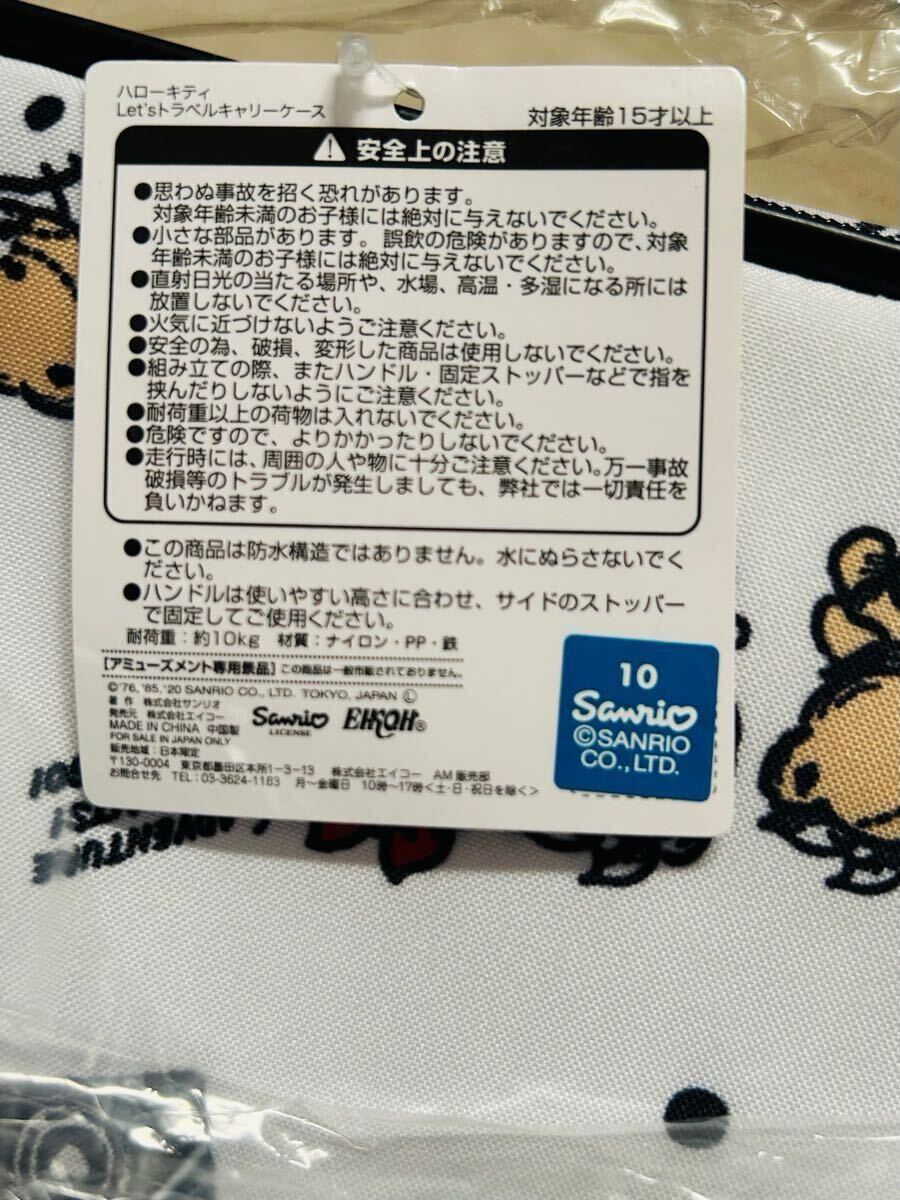 ハローキティ
Let'sトラベルキャリーケース
対象年齢15才以上
安全上の注意
●思わぬ事故を招く恐れがあります。
対象年齢未満のお子様には絶対に与えないでください。
●小さな部品があります。誤飲の危険がありますので、対象
年齢未満のお子様には絶対に与えないでください。
●直射日光の当たる場所や、水場、高温・多湿になる所には
放置しないでください。
●火気に近づけないようご注意ください。
●安全の為、破損、変形した商品は使用しないでください。
●組み立ての際、またハンドル・固定ストッパーなどで指を
挟んだりしないようにご注意ください。
●耐荷重以上の荷物は入れないでください。
●危険ですので、よりかかったりしないでください。
●走行時には、周囲の人や物に十分ご注意ください。万一事故
破損等のトラブルが発生しましても、弊社では一切責任を
負いかねます。
●この商品は防水構造ではありません。水にぬらさないでく
ださい。
●ハンドルは使いやすい高さに合わせ、サイドのストッパー
で固定してご使用ください。
耐荷重：約10kg 材質：ナイロン・PP・鉄
【アミューズメント専用景品】この商品は一般市販されておりません。
©'76, '85, '20 SANRIO CO., LTD. TOKYO, JAPAN Ⓛ
著作 株式会社サンリオ
発売元 株式会社エイコー
MADE IN CHINA 中国製
FOR SALE IN JAPAN ONLY
販売地域：日本限定
Sanrio
LICENSE
EIKOH®
〒130-0004 東京都墨田区本所1-3-13 株式会社エイコー AM販売部
お問合せ先 TEL：03-3624-1183 月〜金曜日 10時〜17時<土・日・祝日を除く>
10
Sanrio
©SANRIO
CO.,LTD.
ADVENTURE